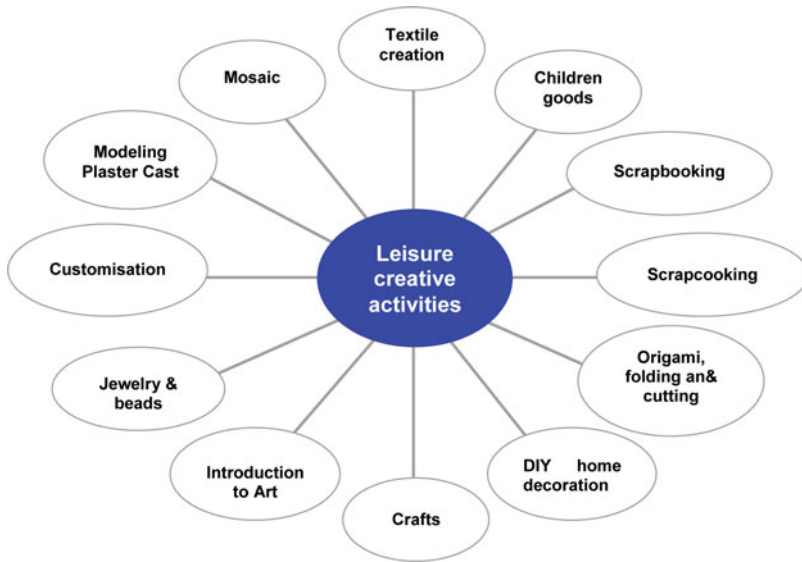 Textile
creation
Mosaic
Children
goods
Modeling
Plaster Cast
Scrapbooking
Leisure
creative
activities
Customisation
Scrapcooking
Origami,
folding an&
cutting
Jewelry &
beads
Introduction
to Art
DIY home
decoration
Crafts